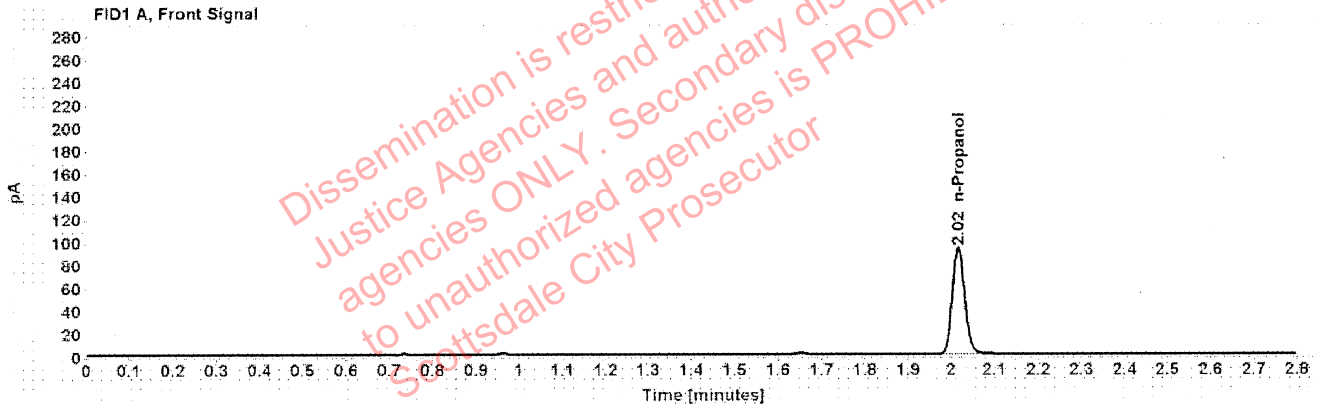 FID1 A, Front Signal
280
260
240
220
200
180
160
140
120
100
80
60
40
20
0
pA
2.02 n-Propanol
0 0.1 0.2 0.3 0.4 0.5 0.6 0.7 0.8 0.9 1 1.1 1.2 1.3 1.4 1.5 1.6 1.7 1.8 1.9 2 2.1 2.2 2.3 2.4 2.5 2.6 2.7 2.8
Time [minutes]
Dissemination is
Justice Agencies and
agencies ONLY. Secondary
to unauthorized agencies is
Scottsdale City Prosecutor